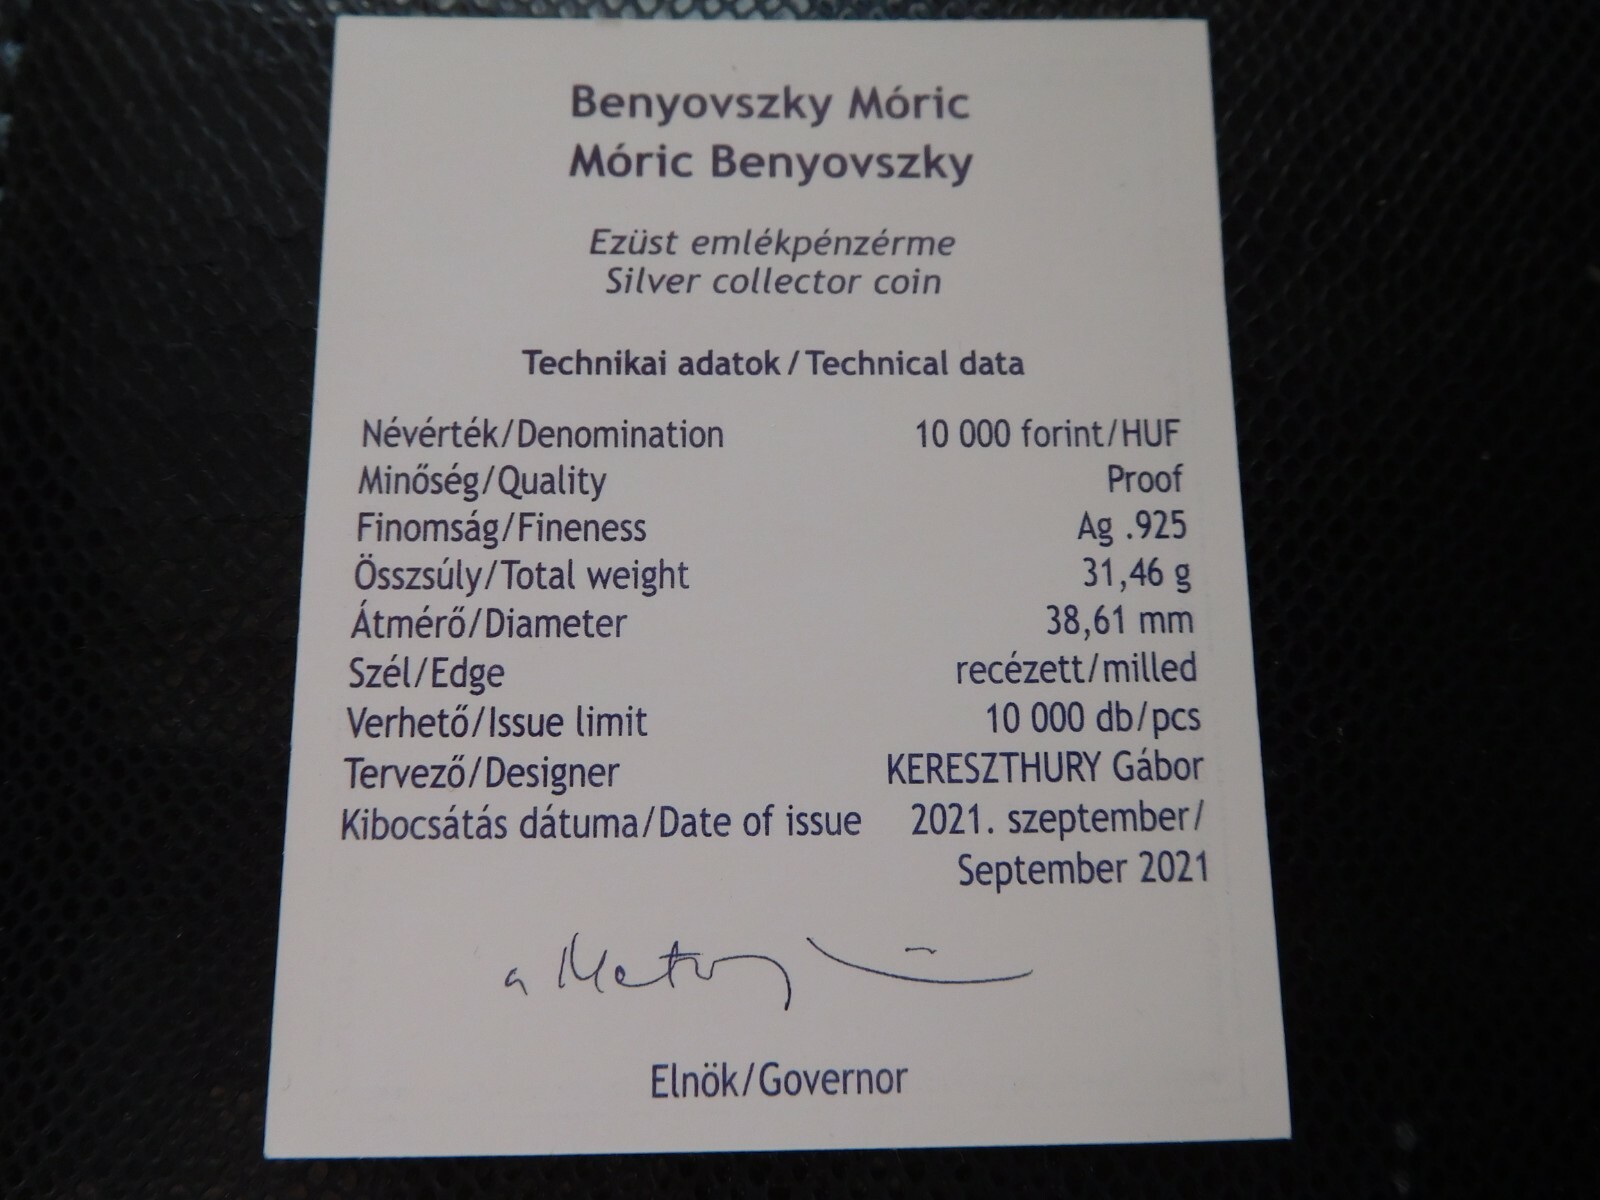 Benyovszky Móric
Móric Benyovszky
Ezüst emlékpénzérme
Silver collector coin
Technikai adatok / Technical data
Névérték/Denomination 10 000 forint/HUF
Minőség/Quality Proof
Finomság/Fineness Ag .925
Összsúly/Total weight 31,46 g
Átmérő/Diameter 38,61 mm
Szél/Edge recézett/milled
Verhető/Issue limit 10 000 db/pcs
Tervező/Designer KERESZTHURY Gábor
Kibocsátás dátuma/Date of issue 2021. szeptember/
September 2021
Elnök/Governor